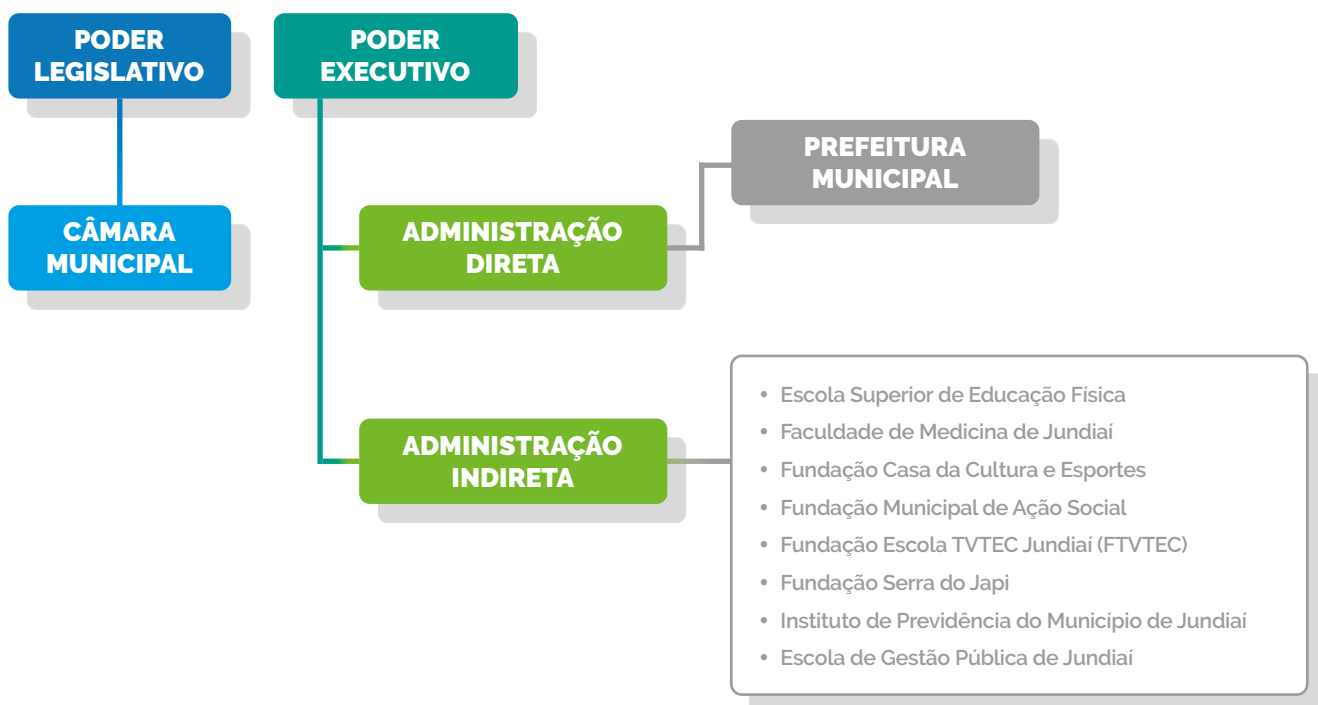 PODER
LEGISLATIVO
PODER
EXECUTIVO
PREFEITURA
MUNICIPAL
CÂMARA
MUNICIPAL
ADMINISTRAÇÃO
DIRETA
ADMINISTRAÇÃO
INDIRETA
• Escola Superior de Educação Física
• Faculdade de Medicina de Jundiaí
• Fundação Casa da Cultura e Esportes
• Fundação Municipal de Ação Social
• Fundação Escola TVTEC Jundiaí (FTVTEC)
• Fundação Serra do Japi
• Instituto de Previdência do Município de Jundiaí
• Escola de Gestão Pública de Jundiaí